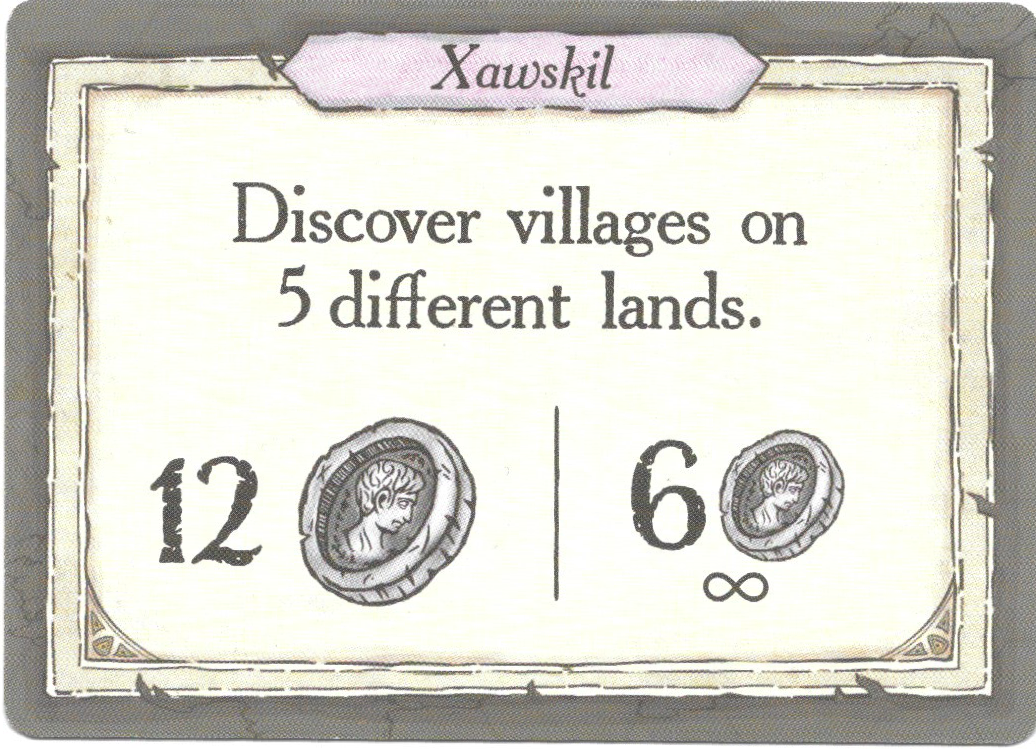 Xawskil
Discover villages on
5 different lands.
12
6
∞